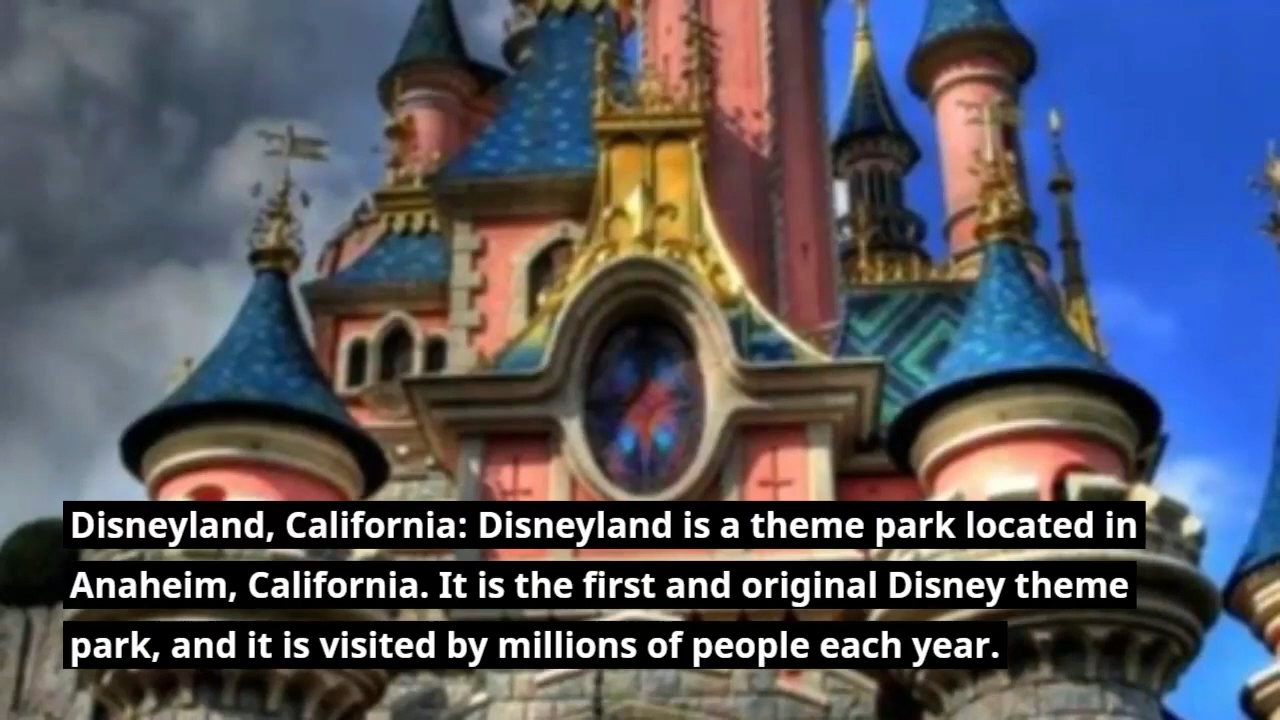 Disneyland, California: Disneyland is a theme park located in
Anaheim, California. It is the first and original Disney theme
park, and it is visited by millions of people each year.